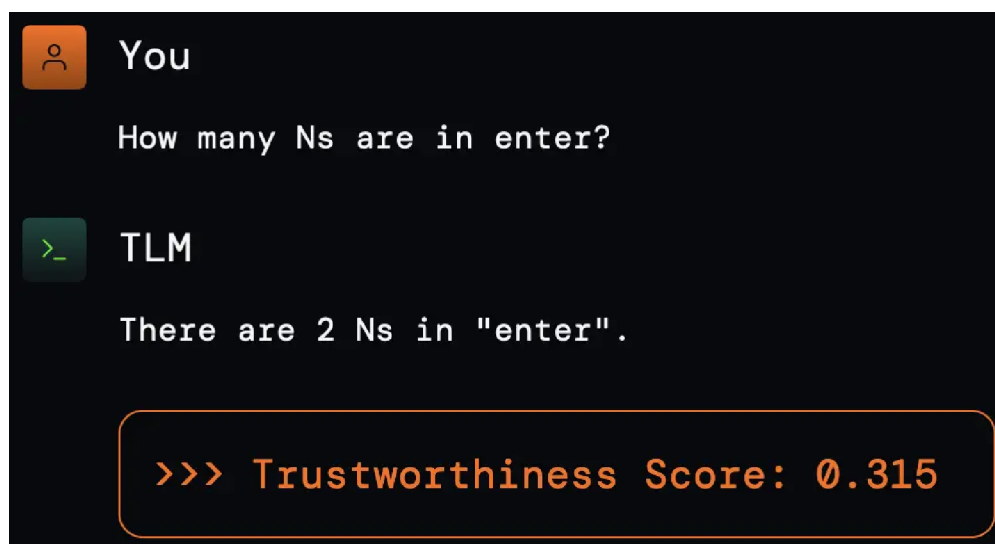 You
How many Ns are in enter?
>_
TLM
There are 2 Ns in "enter".
>>> Trustworthiness Score: 0.315